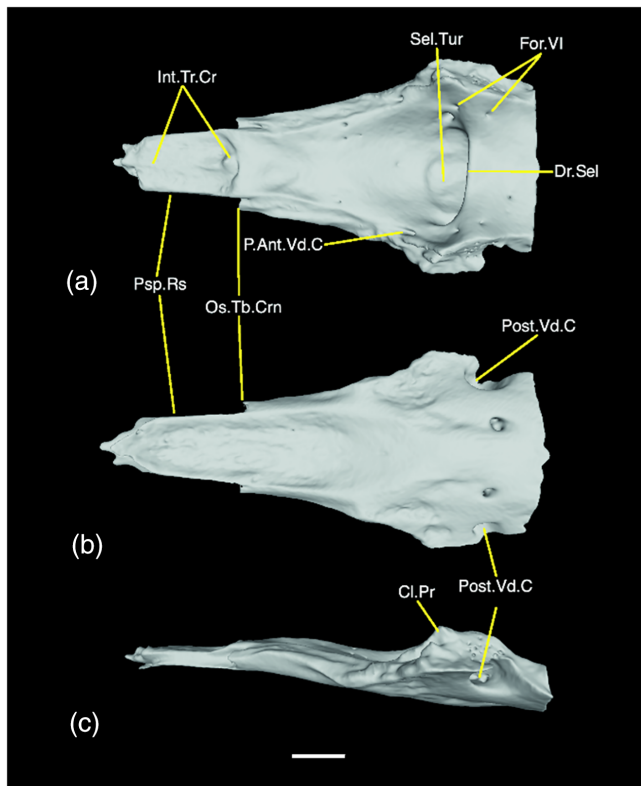 Sel.Tur
For.VI
Int.Tr.Cr
Dr.Sel
P.Ant.Vd.C
(a)
Psp.Rs
Os.Tb.Crn
Post.Vd.C
(b)
Cl.Pr
Post.Vd.C
(c)